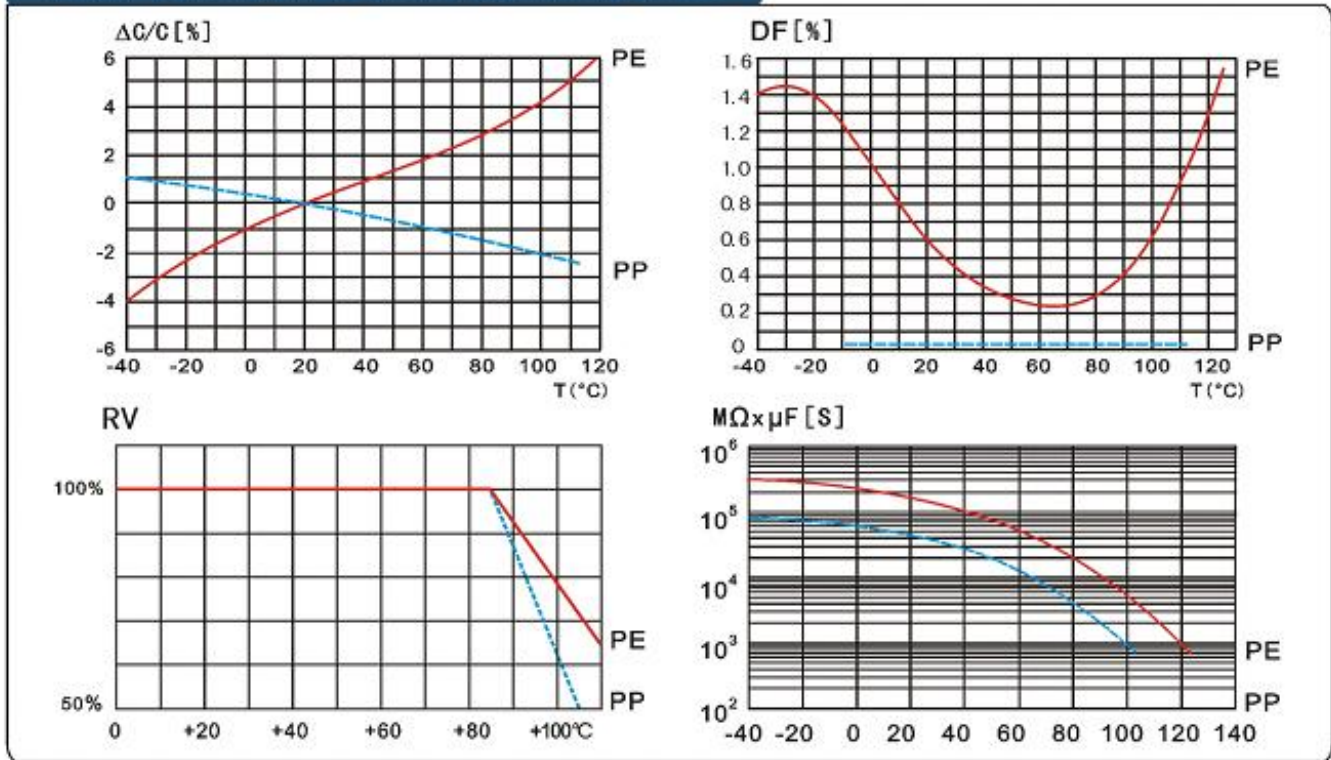 ΔC/C[%]
6
4
2
0
-2
-4
-6
-40 -20 0 20 40 60 80 100 120
T(°C)
PE
PP
DF[%]
1.6
1.4
1.2
1.0
0.8
0.6
0.4
0.2
0
-40 -20 0 20 40 60 80 100 120
T(°C)
PE
PP
RV
100%
50%
0 +20 +40 +60 +80 +100℃
PE
PP
MΩxμF[S]
10⁶
10⁵
10⁴
10³
10²
-40 -20 0 20 40 60 80 100 120 140
PE
PP